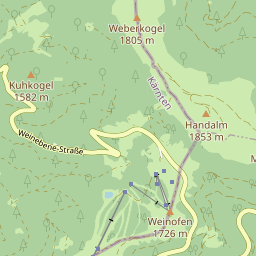 Weberkogel
1805 m
Kärnten
Kuhkogel
1582 m
Handalm
1853 m
Weinebene-Straße
Weinofen
1726 m